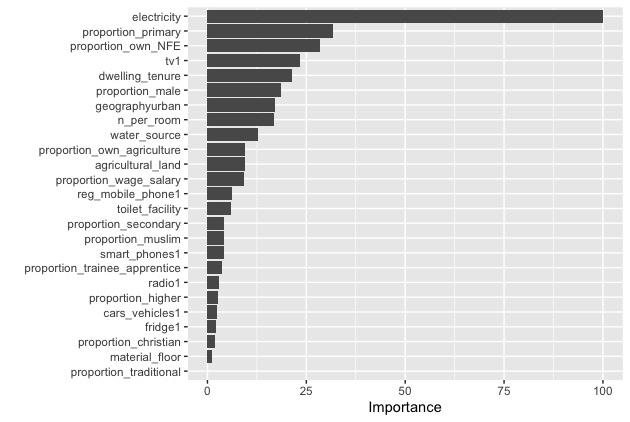 electricity
proportion_primary
proportion_own_NFE
tv1
dwelling_tenure
proportion_male
geographyurban
n_per_room
water_source
proportion_own_agriculture
agricultural_land
proportion_wage_salary
reg_mobile_phone1
toilet_facility
proportion_secondary
proportion_muslim
smart_phones1
proportion_trainee_apprentice
radio1
proportion_higher
cars_vehicles1
fridge1
proportion_christian
material_floor
proportion_traditional
0 25 50 75 100
Importance